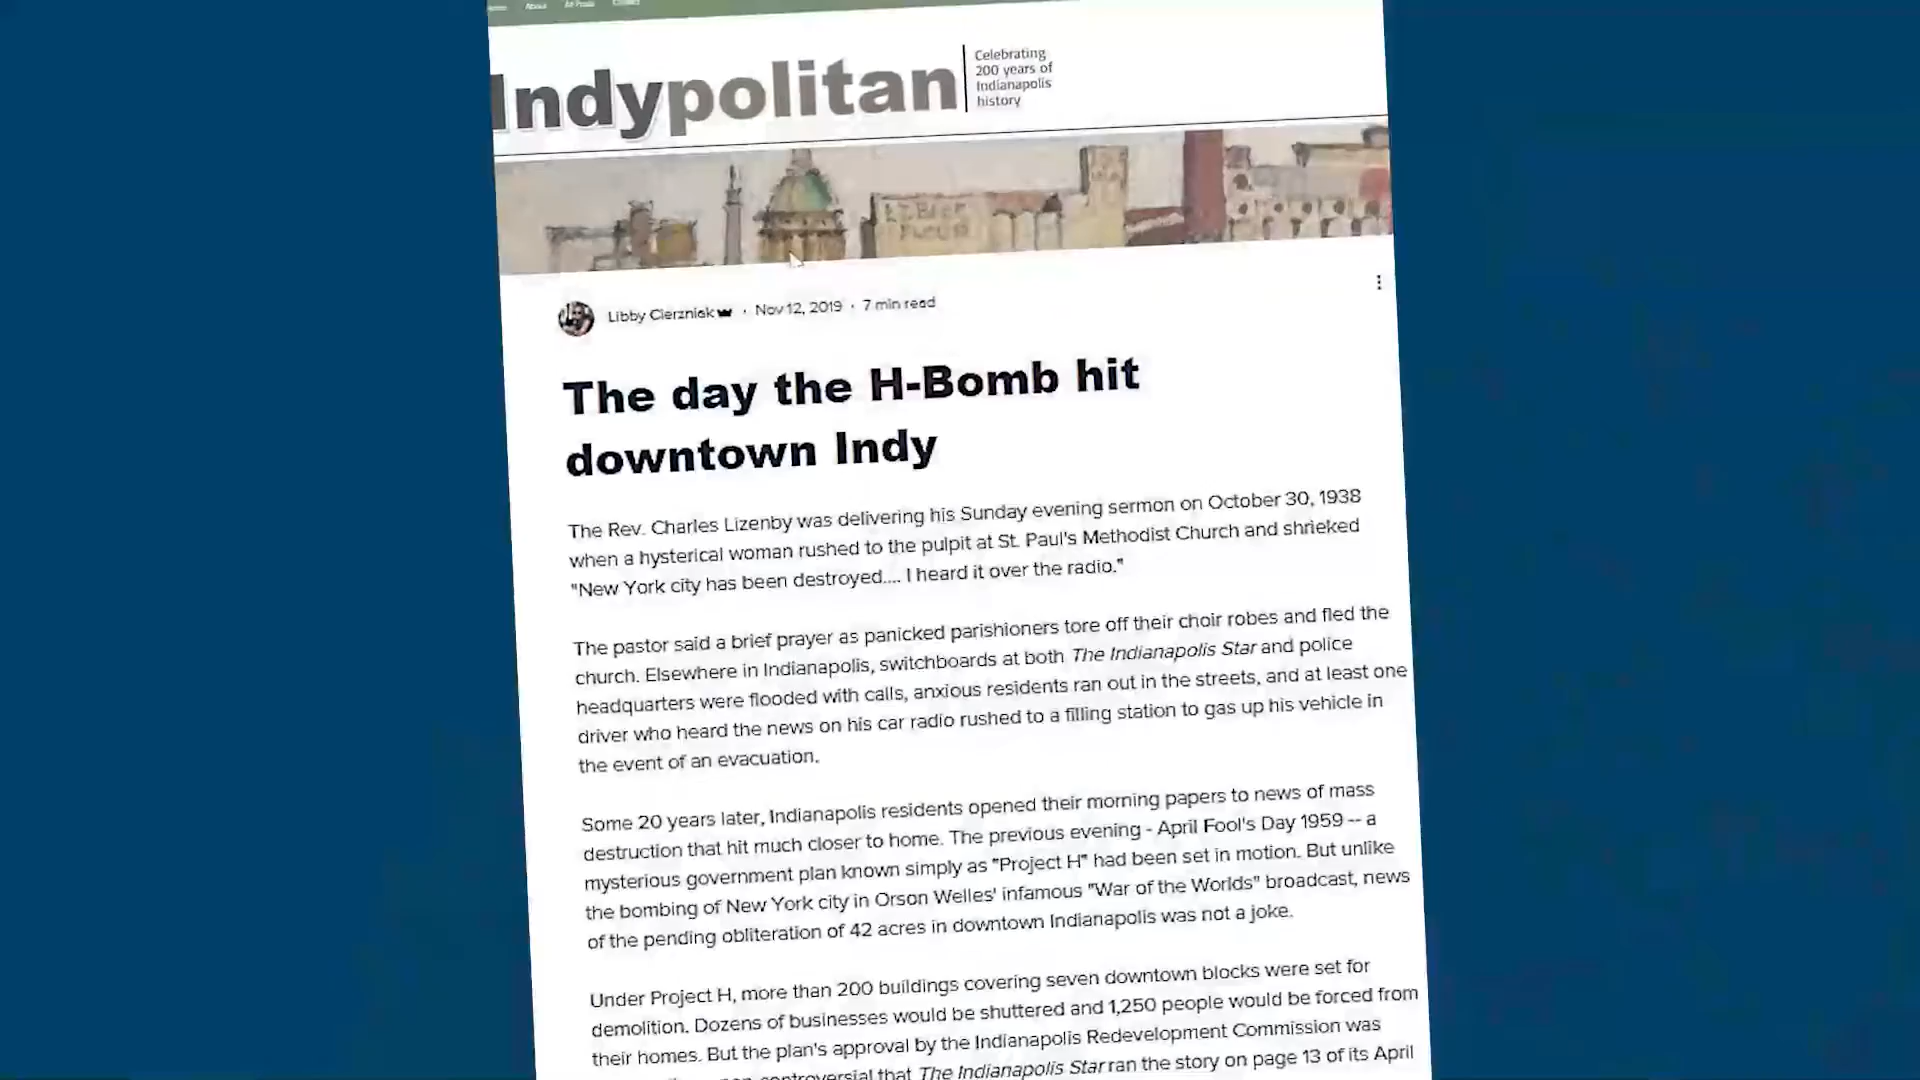 About All Posts Contact
Indypolitan
Celebrating
200 years of
Indianapolis
history
Libby Cierzniak · Nov 12, 2019 · 7 min read
The day the H-Bomb hit
downtown Indy
The Rev. Charles Lizenby was delivering his Sunday evening sermon on October 30, 1938
when a hysterical woman rushed to the pulpit at St. Paul's Methodist Church and shrieked
"New York city has been destroyed.... I heard it over the radio."
The pastor said a brief prayer as panicked parishioners tore off their choir robes and fled the
church. Elsewhere in Indianapolis, switchboards at both The Indianapolis Star and police
headquarters were flooded with calls, anxious residents ran out in the streets, and at least one
driver who heard the news on his car radio rushed to a filling station to gas up his vehicle in
the event of an evacuation.
Some 20 years later, Indianapolis residents opened their morning papers to news of mass
destruction that hit much closer to home. The previous evening - April Fool's Day 1959 -- a
mysterious government plan known simply as "Project H" had been set in motion. But unlike
the bombing of New York city in Orson Welles' infamous "War of the Worlds" broadcast, news
of the pending obliteration of 42 acres in downtown Indianapolis was not a joke.
Under Project H, more than 200 buildings covering seven downtown blocks were set for
demolition. Dozens of businesses would be shuttered and 1,250 people would be forced from
their homes. But the plan's approval by the Indianapolis Redevelopment Commission was
controversial that The Indianapolis Star ran the story on page 13 of its April